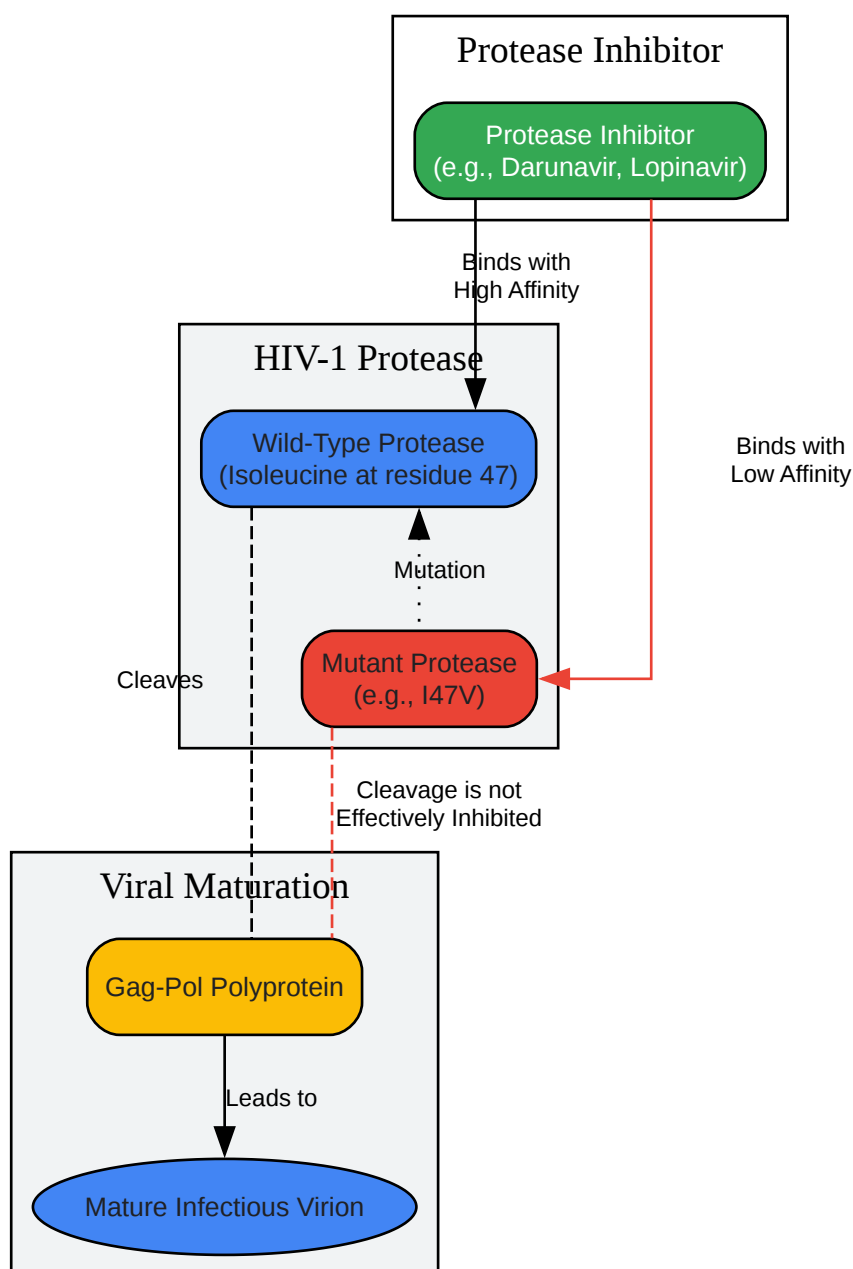 Protease Inhibitor
Protease Inhibitor
(e.g., Darunavir, Lopinavir)
Binds with
High Affinity
HIV-1 Protease
Wild-Type Protease
(Isoleucine at residue 47)
Binds with
Low Affinity
Mutation
Mutant Protease
(e.g., I47V)
Cleaves
Cleavage is not
Effectively Inhibited
Viral Maturation
Gag-Pol Polyprotein
Leads to
Mature Infectious Virion